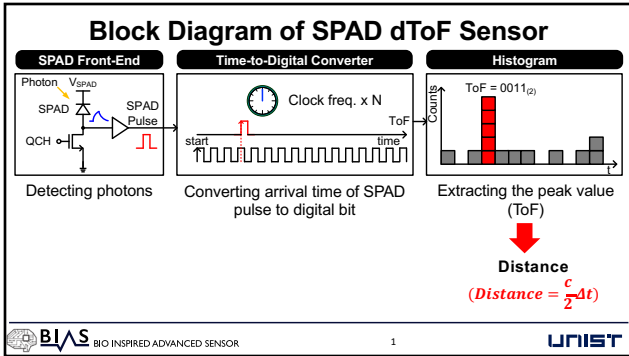 Block Diagram of SPAD dToF Sensor
SPAD Front-End
Photon
V_SPAD
SPAD
SPAD
Pulse
QCH
Detecting photons
Time-to-Digital Converter
Clock freq. x N
ToF
start
time
Converting arrival time of SPAD
pulse to digital bit
Histogram
ToF = 0011(2)
Counts
t
Extracting the peak value
(ToF)
Distance
(Distance = c/2 Δt)
BIAS BIO INSPIRED ADVANCED SENSOR
1
UNIST